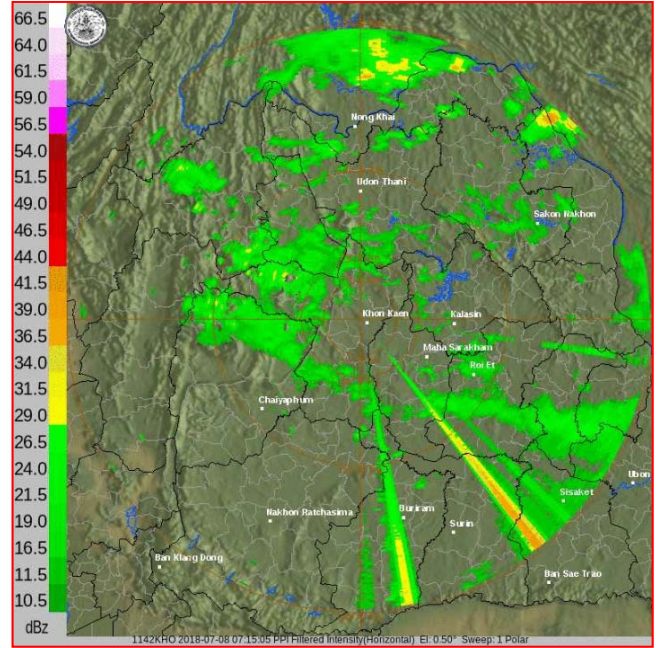 66.5
64.0
61.5
59.0
56.5
54.0
51.5
49.0
46.5
44.0
41.5
39.0
36.5
34.0
31.5
29.0
26.5
24.0
21.5
19.0
16.5
11.5
10.5
dBz
Nong Khai
Udon Thani
Sakon Nakhon
Khon Kaen
Kalasin
Maha Sarakham
Roi Et
Chaiyaphum
Ubon
Sisaket
Nakhon Ratchasima
Buriram
Surin
Ban Klang Dong
Ban Sae Trao
1142KHO 2018-07-08 07:15:05 PPI Filtered Intensity(Horizontal) El: 0.50° Sweep: 1 Polar